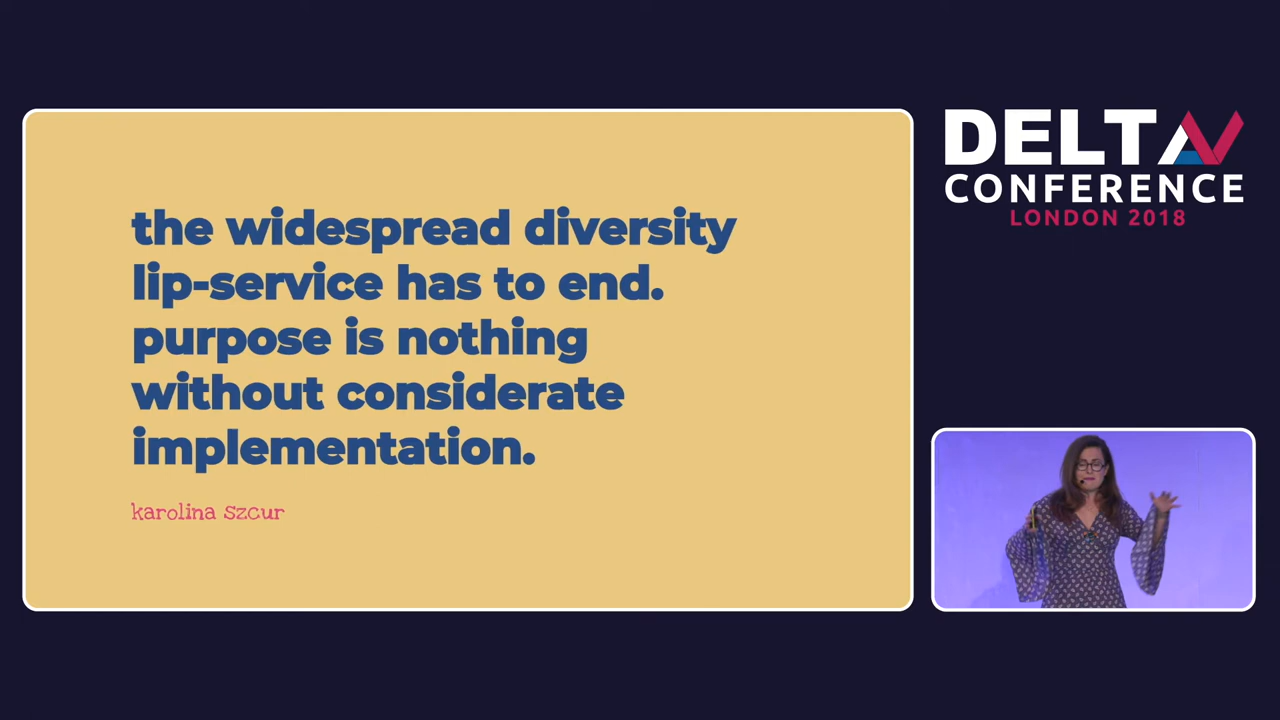 the widespread diversity
lip-service has to end.
purpose is nothing
without considerate
implementation.
karolina szcur
DELTA V
CONFERENCE
LONDON 2018